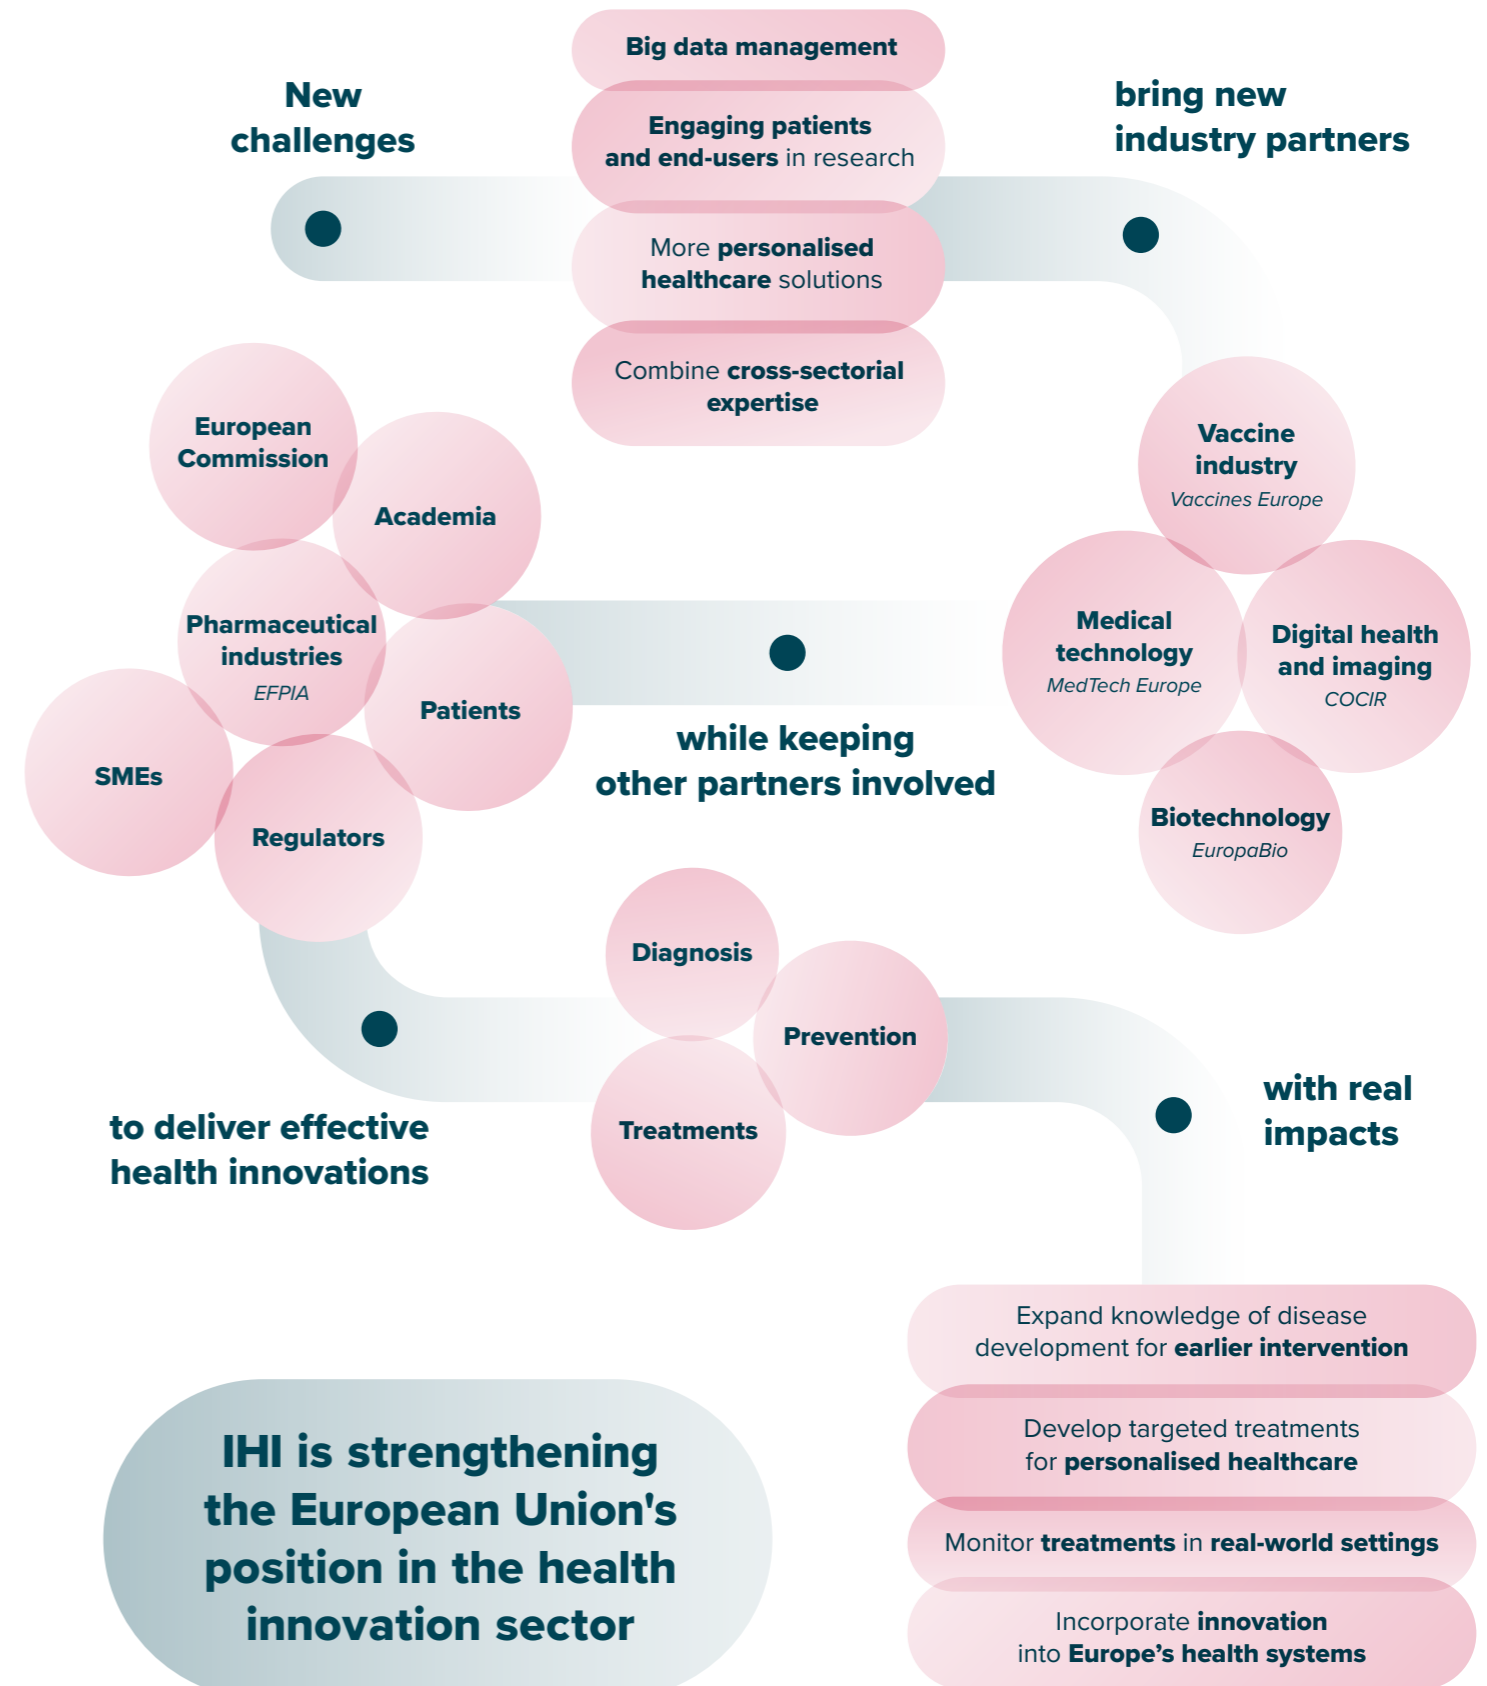 New
challenges
Big data management
Engaging patients
and end-users in research
More personalised
healthcare solutions
Combine cross-sectorial
expertise
bring new
industry partners
Vaccine
industry
Vaccines Europe
Medical
technology
MedTech Europe
Digital health
and imaging
COCIR
Biotechnology
EuropaBio
while keeping
other partners involved
European
Commission
Academia
Pharmaceutical
industries
EFPIA
Patients
SMEs
Regulators
to deliver effective
health innovations
Diagnosis
Prevention
Treatments
with real
impacts
Expand knowledge of disease
development for earlier intervention
Develop targeted treatments
for personalised healthcare
Monitor treatments in real-world settings
Incorporate innovation
into Europe’s health systems
IHI is strengthening
the European Union's
position in the health
innovation sector